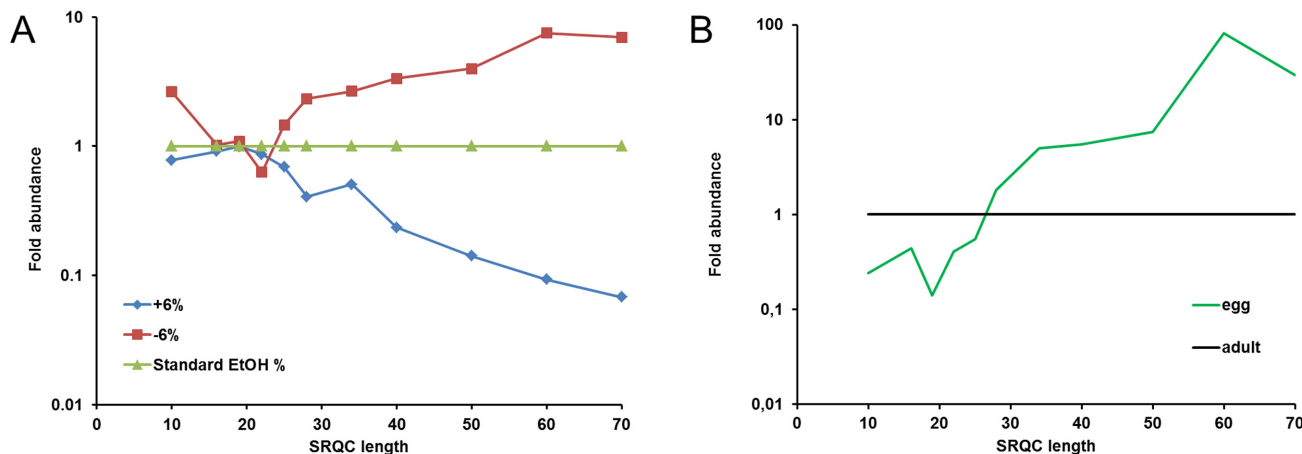 A
Fold abundance
10
1
0.1
0.01
+6%
-6%
Standard EtOH %
0 10 20 30 40 50 60 70
SRQC length
B
Fold abundance
100
10
1
0,1
0,01
egg
adult
0 10 20 30 40 50 60 70
SRQC length